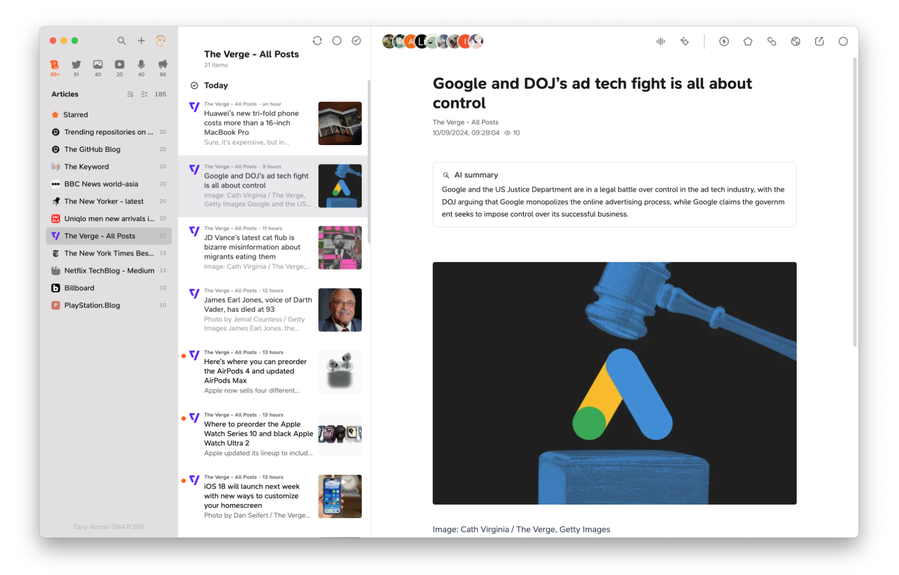 99+ 91 40 20 40 86
Articles 185
Starred
Trending repositories on ... 20
The GitHub Blog 20
The Keyword 20
BBC News world-asia 20
The New Yorker - latest 20
Uniqlo men new arrivals i... 19
The Verge - All Posts 17
The New York Times Bes... 15
Netflix TechBlog - Medium 13
Billboard 10
PlayStation.Blog 10
The Verge - All Posts
21 Items
Today
The Verge - All Posts · an hour
Huawei's new tri-fold phone
costs more than a 16-inch
MacBook Pro
Sure, it's expensive, but in...
The Verge - All Posts · 9 hours
Google and DOJ's ad tech fight
is all about control
Image: Cath Virginia / The Verge,
Getty Images Google and the US...
The Verge - All Posts · 11 hours
JD Vance's latest cat flub is
bizarre misinformation about
migrants eating them
Image: Cath Virginia / The Verge;...
The Verge - All Posts · 12 hours
James Earl Jones, voice of Darth
Vader, has died at 93
Photo by Jemal Countess / Getty
Images James Earl Jones, the...
The Verge - All Posts · 13 hours
Here's where you can preorder
the AirPods 4 and updated
AirPods Max
Apple now sells four different...
The Verge - All Posts · 13 hours
Where to preorder the Apple
Watch Series 10 and black Apple
Watch Ultra 2
Apple updated its lineup to includ...
The Verge - All Posts · 13 hours
iOS 18 will launch next week
with new ways to customize
your homescreen
Photo by Dan Seifert / The Verge...
Google and DOJ's ad tech fight is all about
control
The Verge - All Posts
10/09/2024, 09:28:04 10
AI summary
Google and the US Justice Department are in a legal battle over control in the ad tech industry, with the
DOJ arguing that Google monopolizes the online advertising process, while Google claims the governm
ent seeks to impose control over its successful business.
Image: Cath Virginia / The Verge, Getty Images